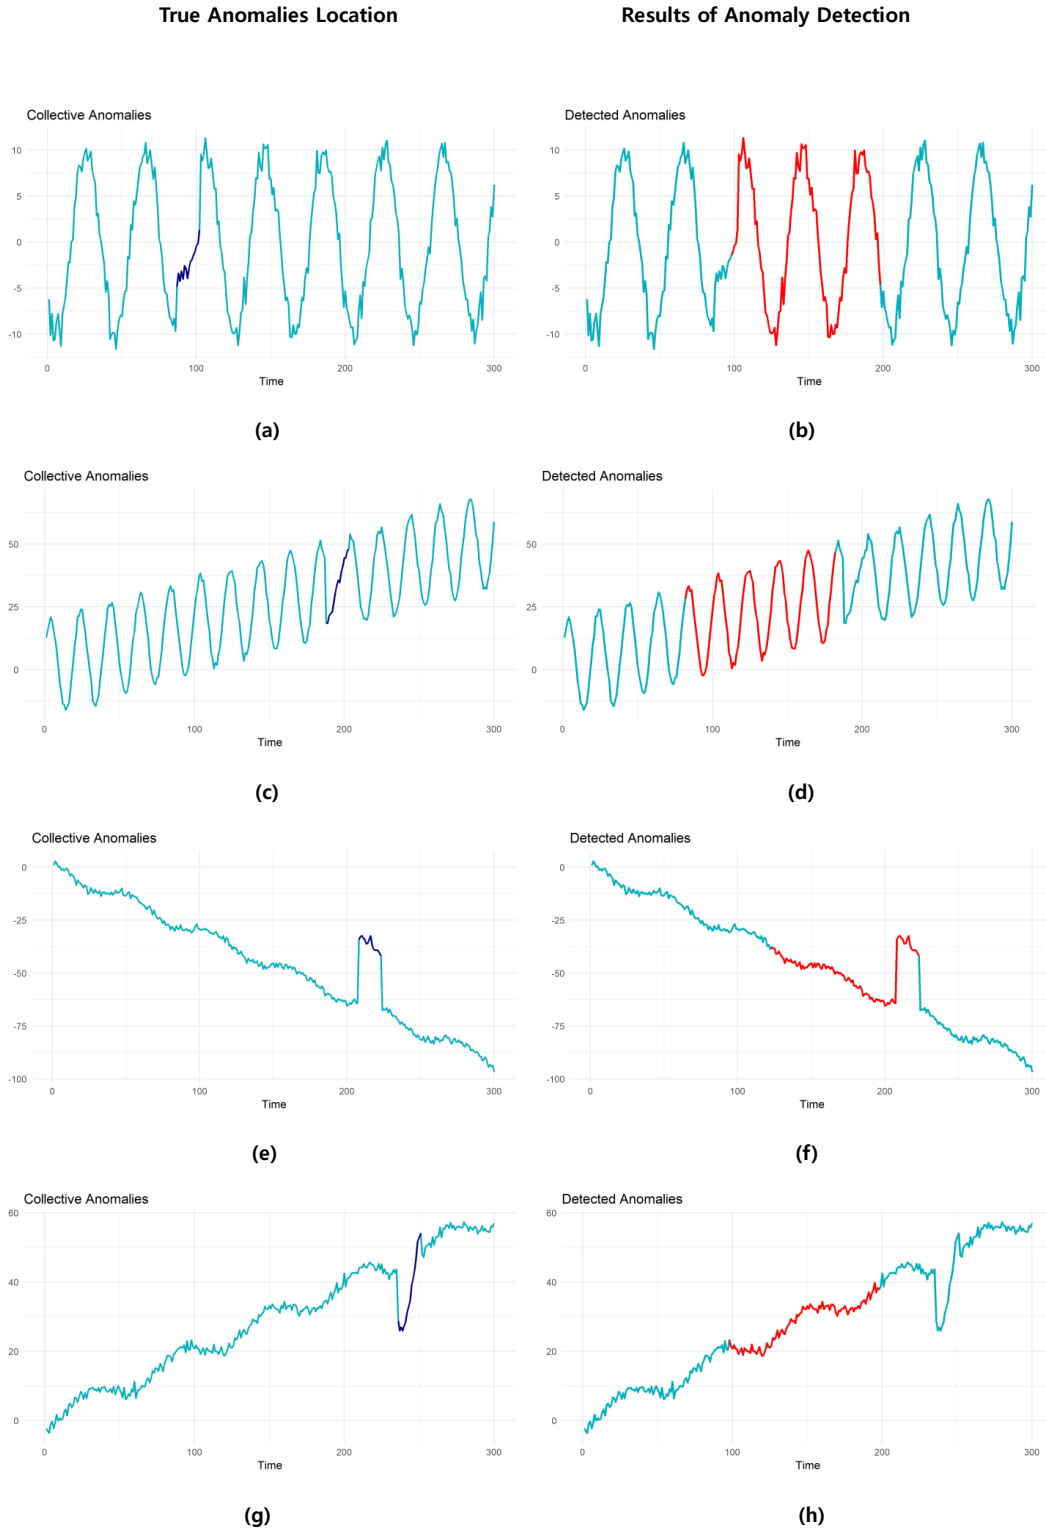 True Anomalies Location
Results of Anomaly Detection
Collective Anomalies
10
5
0
-5
-10
0 100 200 300
Time
(a)
Detected Anomalies
10
5
0
-5
-10
0 100 200 300
Time
(b)
Collective Anomalies
50
25
0
0 100 200 300
Time
(c)
Detected Anomalies
50
25
0
0 100 200 300
Time
(d)
Collective Anomalies
0
-25
-50
-75
-100
0 100 200 300
Time
(e)
Detected Anomalies
0
-25
-50
-75
-100
0 100 200 300
Time
(f)
Collective Anomalies
60
40
20
0
0 100 200 300
Time
(g)
Detected Anomalies
60
40
20
0
0 100 200 300
Time
(h)